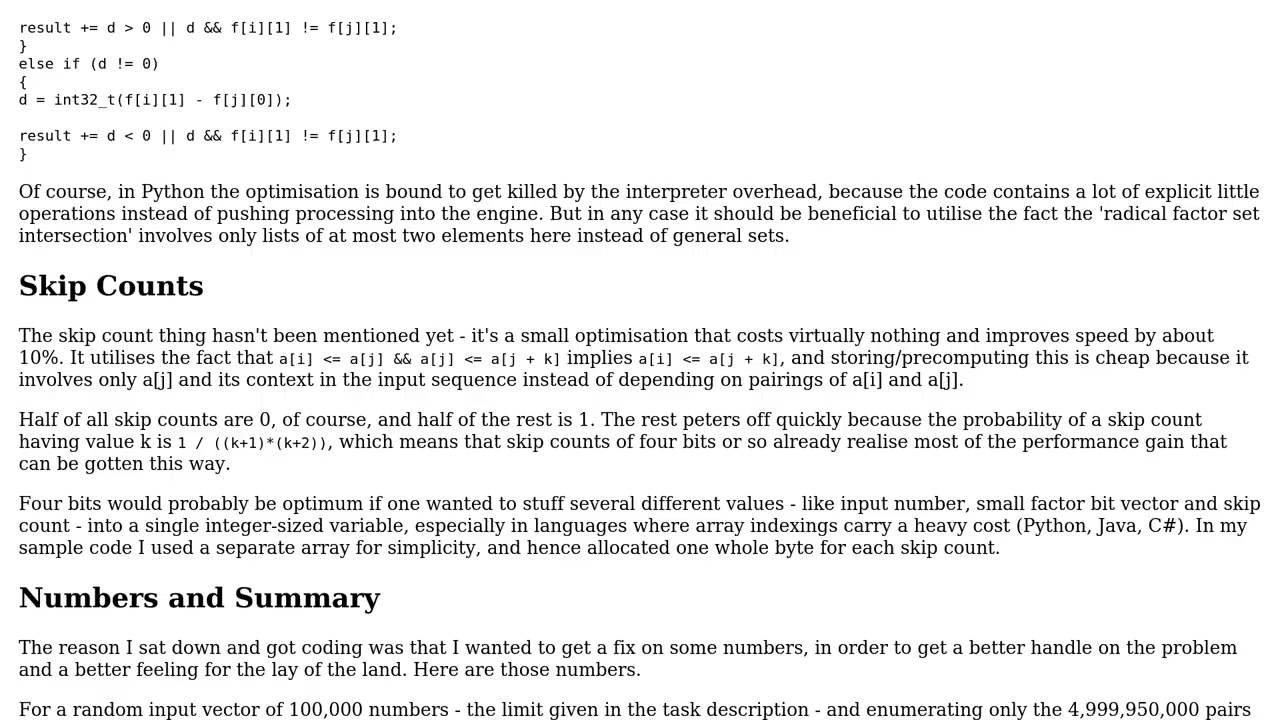 result += d > 0 || d && f[i][1] != f[j][1];
}
else if (d != 0)
{
d = int32_t(f[i][1] - f[j][0]);
result += d < 0 || d && f[i][1] != f[j][1];
}
Of course, in Python the optimisation is bound to get killed by the interpreter overhead, because the code contains a lot of explicit little
operations instead of pushing processing into the engine. But in any case it should be beneficial to utilise the fact the 'radical factor set
intersection' involves only lists of at most two elements here instead of general sets.
Skip Counts
The skip count thing hasn't been mentioned yet - it's a small optimisation that costs virtually nothing and improves speed by about
10%. It utilises the fact that a[i] <= a[j] && a[j] <= a[j + k] implies a[i] <= a[j + k], and storing/precomputing this is cheap because it
involves only a[j] and its context in the input sequence instead of depending on pairings of a[i] and a[j].
Half of all skip counts are 0, of course, and half of the rest is 1. The rest peters off quickly because the probability of a skip count
having value k is 1 / ((k+1)*(k+2)), which means that skip counts of four bits or so already realise most of the performance gain that
can be gotten this way.
Four bits would probably be optimum if one wanted to stuff several different values - like input number, small factor bit vector and skip
count - into a single integer-sized variable, especially in languages where array indexings carry a heavy cost (Python, Java, C#). In my
sample code I used a separate array for simplicity, and hence allocated one whole byte for each skip count.
Numbers and Summary
The reason I sat down and got coding was that I wanted to get a fix on some numbers, in order to get a better handle on the problem
and a better feeling for the lay of the land. Here are those numbers.
For a random input vector of 100,000 numbers - the limit given in the task description - and enumerating only the 4,999,950,000 pairs